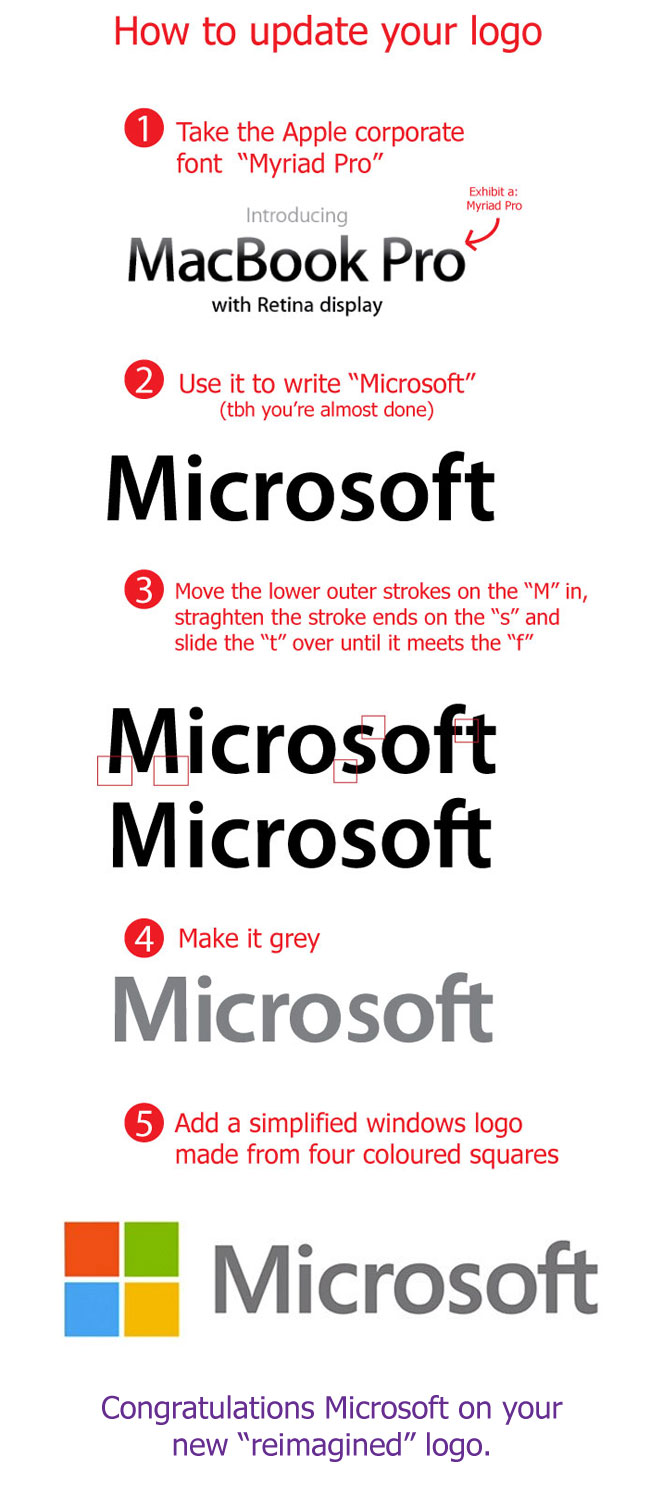 How to update your logo
1 Take the Apple corporate
font “Myriad Pro”
Exhibit a:
Myriad Pro
Introducing
MacBook Pro
with Retina display
2 Use it to write “Microsoft”
(tbh you’re almost done)
Microsoft
3 Move the lower outer strokes on the “M” in,
straghten the stroke ends on the “s” and
slide the “t” over until it meets the “f”
Microsoft
Microsoft
4 Make it grey
Microsoft
5 Add a simplified windows logo
made from four coloured squares
Microsoft
Congratulations Microsoft on your
new “reimagined” logo.